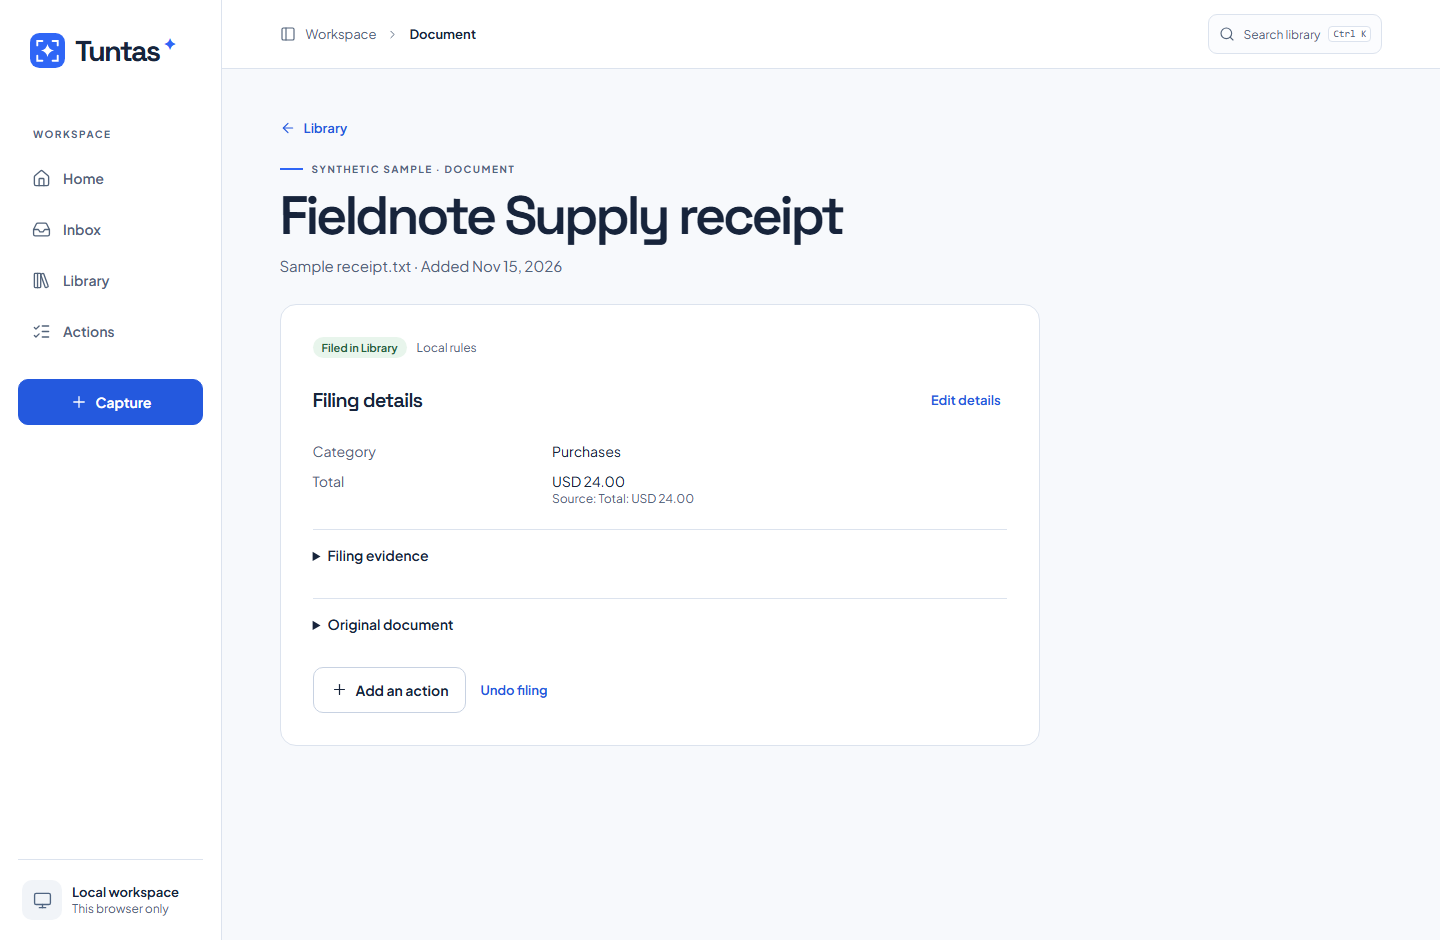 Tuntas
WORKSPACE
Home
Inbox
Library
Actions
Capture
Local workspace
This browser only
Workspace
Document
Search library
Ctrl K
Library
SYNTHETIC SAMPLE · DOCUMENT
Fieldnote Supply receipt
Sample receipt.txt · Added Nov 15, 2026
Filed in Library
Local rules
Filing details
Edit details
Category
Purchases
Total
USD 24.00
Source: Total: USD 24.00
Filing evidence
Original document
Add an action
Undo filing